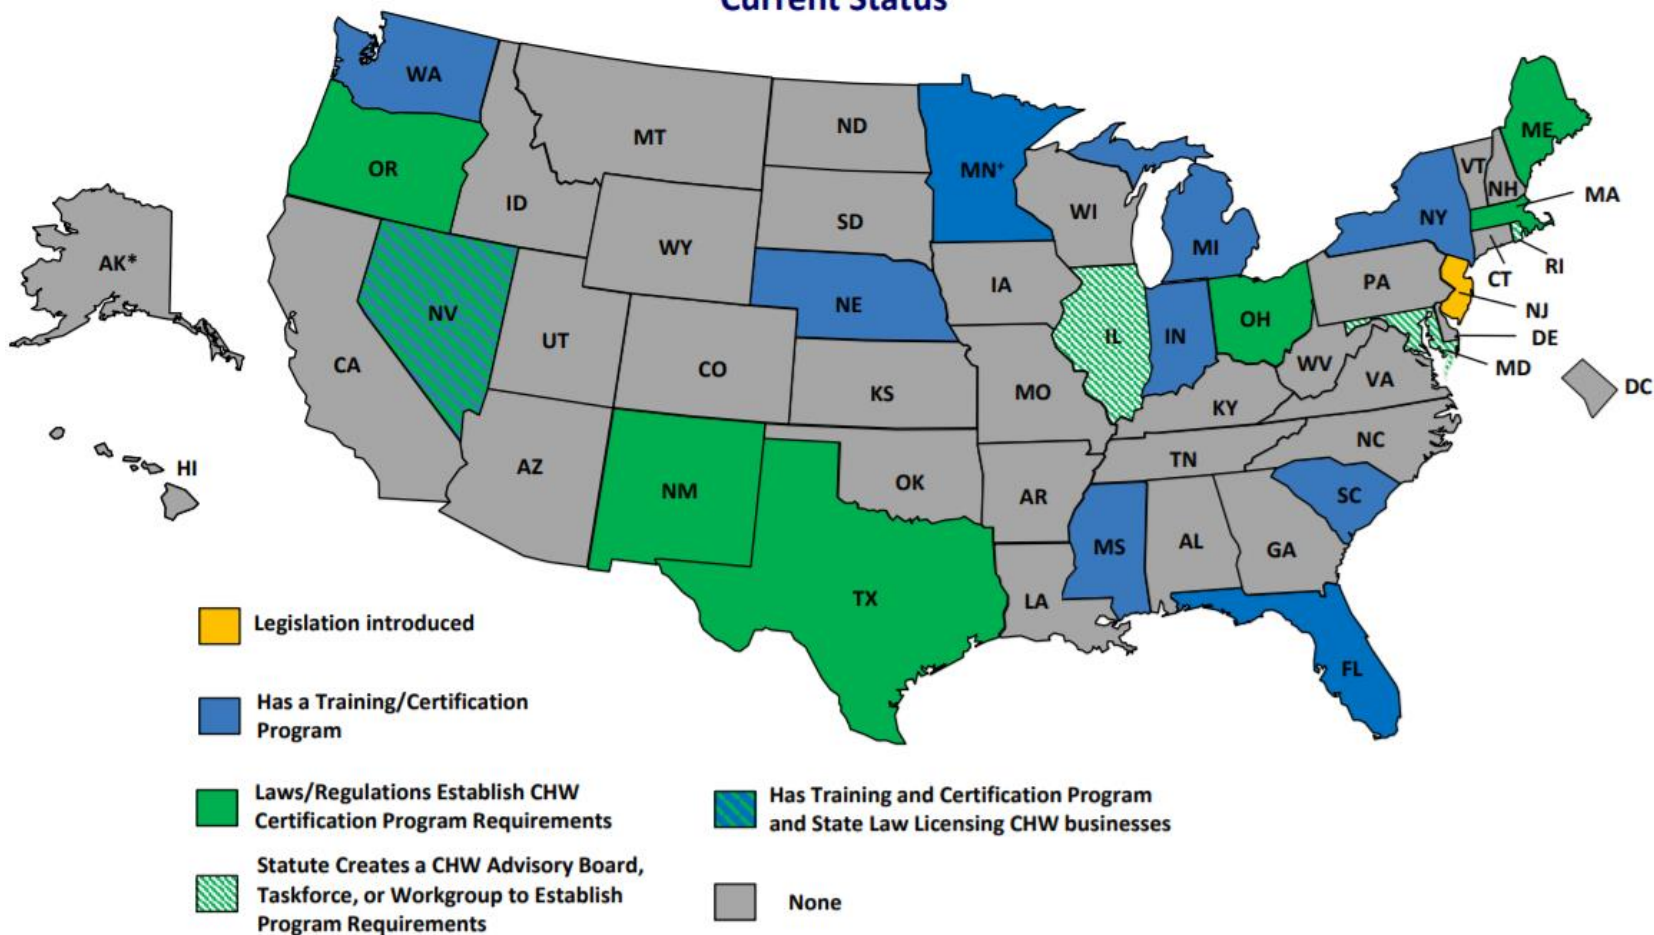 Current Status
WA
MT
ND
MN+
ME
VT
NH
MA
OR
ID
WI
NY
SD
MI
WY
RI
CT
AK*
IA
PA
NE
NJ
NV
OH
IL
IN
DE
UT
WV
MD
CA
CO
VA
DC
KS
MO
KY
NC
TN
HI
AZ
OK
NM
AR
SC
MS
AL
GA
TX
LA
FL
Legislation introduced
Has a Training/Certification
Program
Laws/Regulations Establish CHW
Certification Program Requirements
Statute Creates a CHW Advisory Board,
Taskforce, or Workgroup to Establish
Program Requirements
Has Training and Certification Program
and State Law Licensing CHW businesses
None